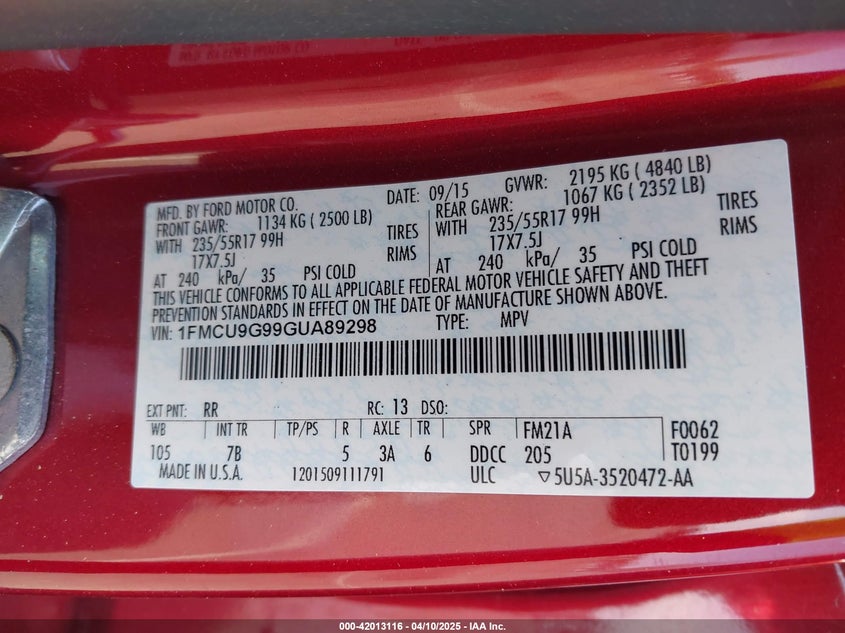 MFD. BY FORD MOTOR CO. DATE: 09/15 GVWR: 2195 KG ( 4840 LB)
FRONT GAWR: 1134 KG ( 2500 LB) REAR GAWR: 1067 KG ( 2352 LB)
WITH 235/55R17 99H TIRES WITH 235/55R17 99H TIRES
17X7.5J RIMS 17X7.5J RIMS
AT 240 kPa/ 35 PSI COLD AT 240 kPa/ 35 PSI COLD
THIS VEHICLE CONFORMS TO ALL APPLICABLE FEDERAL MOTOR VEHICLE SAFETY AND THEFT
PREVENTION STANDARDS IN EFFECT ON THE DATE OF MANUFACTURE SHOWN ABOVE.
VIN: 1FMCU9G99GUA89298 TYPE: MPV
EXT PNT: RR RC: 13 DSO:
WB INT TR TP/PS R AXLE TR SPR FM21A F0062
105 7B 5 3A 6 DDCC 205 T0199
MADE IN U.S.A. 1201509111791 ULC ▽5U5A-3520472-AA
000-42013116 - 04/10/2025 - IAA Inc.